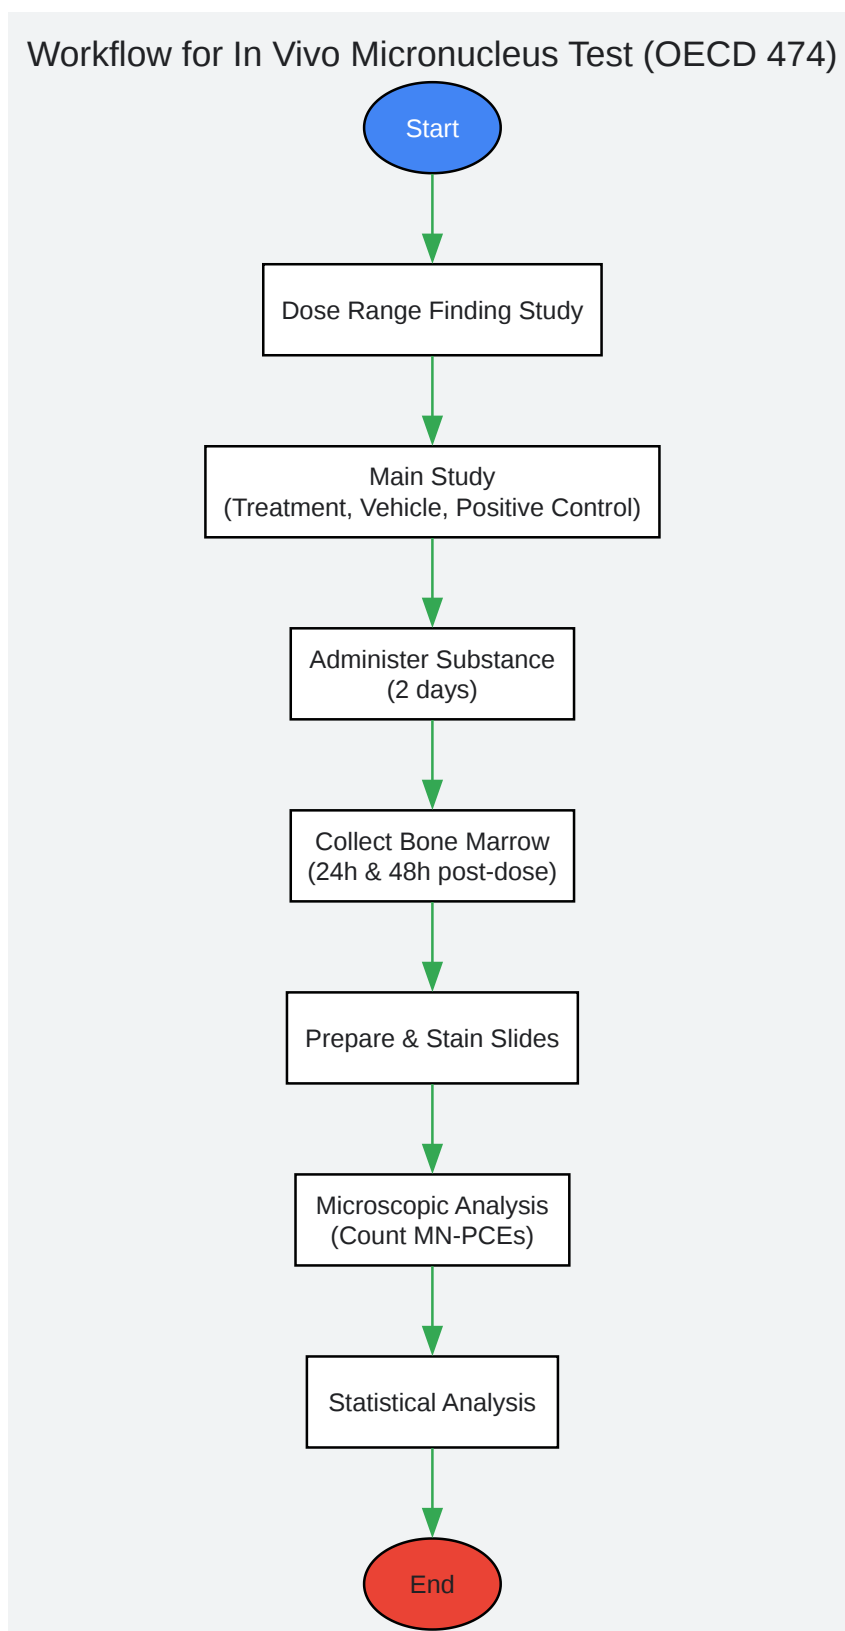 Workflow for In Vivo Micronucleus Test (OECD 474)
Start
Dose Range Finding Study
Main Study
(Treatment, Vehicle, Positive Control)
Administer Substance
(2 days)
Collect Bone Marrow
(24h & 48h post-dose)
Prepare & Stain Slides
Microscopic Analysis
(Count MN-PCEs)
Statistical Analysis
End